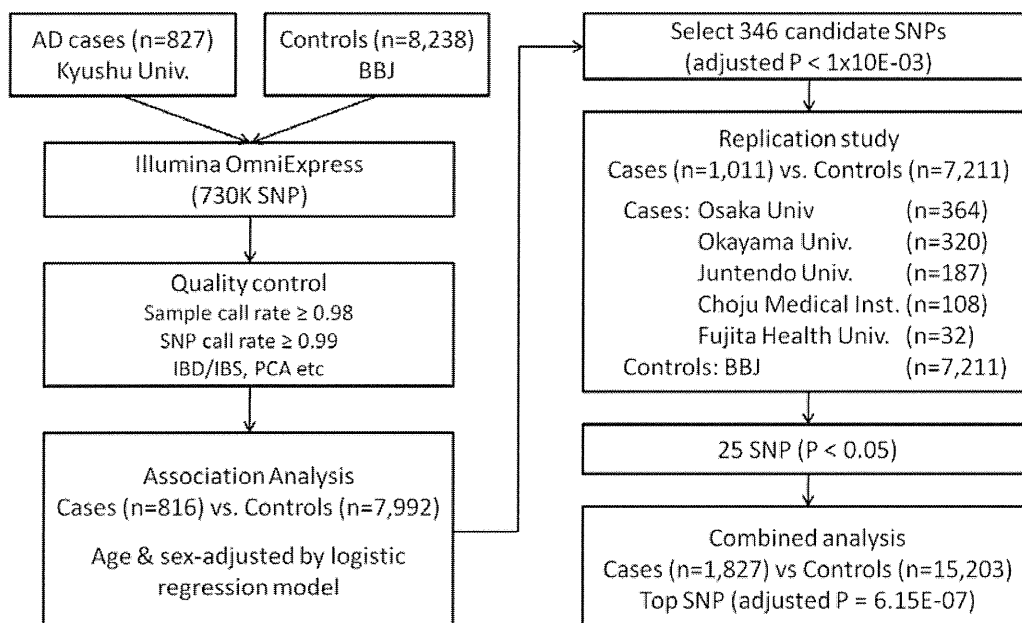 AD cases (n=827)
Kyushu Univ.
Controls (n=8,238)
BBJ
Illumina OmniExpress
(730K SNP)
Quality control
Sample call rate ≥ 0.98
SNP call rate ≥ 0.99
IBD/IBS, PCA etc
Association Analysis
Cases (n=816) vs. Controls (n=7,992)
Age & sex-adjusted by logistic
regression model
Select 346 candidate SNPs
(adjusted P < 1x10E-03)
Replication study
Cases (n=1,011) vs. Controls (n=7,211)
Cases: Osaka Univ (n=364)
Okayama Univ. (n=320)
Juntendo Univ. (n=187)
Choju Medical Inst. (n=108)
Fujita Health Univ. (n=32)
Controls: BBJ (n=7,211)
25 SNP (P < 0.05)
Combined analysis
Cases (n=1,827) vs Controls (n=15,203)
Top SNP (adjusted P = 6.15E-07)